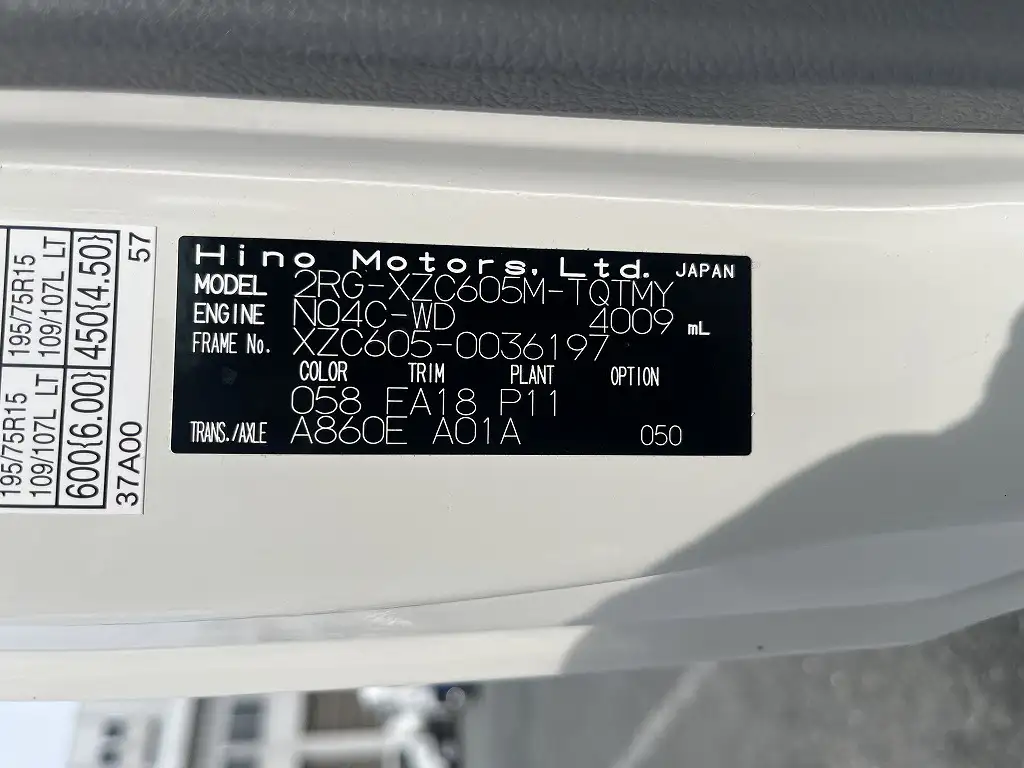 Hino Motors, Ltd. JAPAN
MODEL 2RG-XZC605M-TQTMY
ENGINE N04C-WD 4009 mL
FRAME No. XZC605-0036197
COLOR TRIM PLANT OPTION
058 EA18 P11
TRANS./AXLE A860E A01A 050
195/75R15
109/107L LT
450{4.50}
57
195/75R15
109/107L LT
600{6.00}
37A00